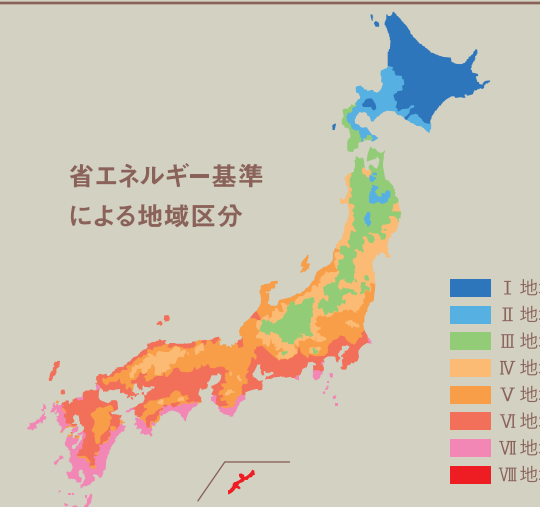 省エネルギー基準
による地域区分
Ⅰ 地
Ⅱ 地
Ⅲ 地
Ⅳ 地
Ⅴ 地
Ⅵ 地
Ⅶ 地
Ⅷ 地